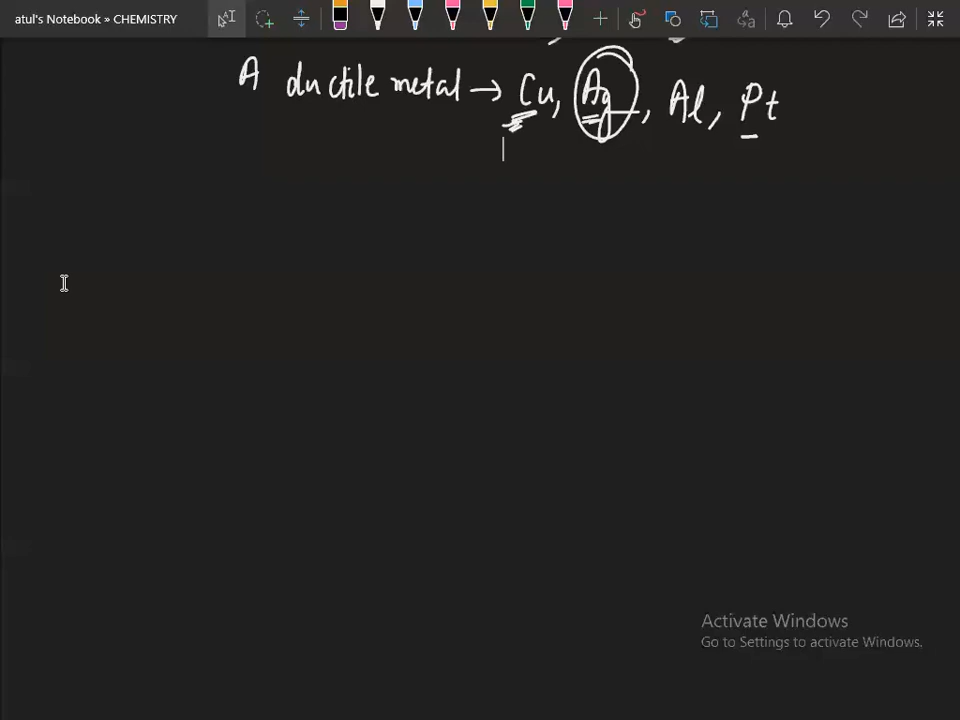 atul's Notebook » CHEMISTRY
A ductile metal → Cu, Ag, Al, Pt
Activate Windows
Go to Settings to activate Windows.